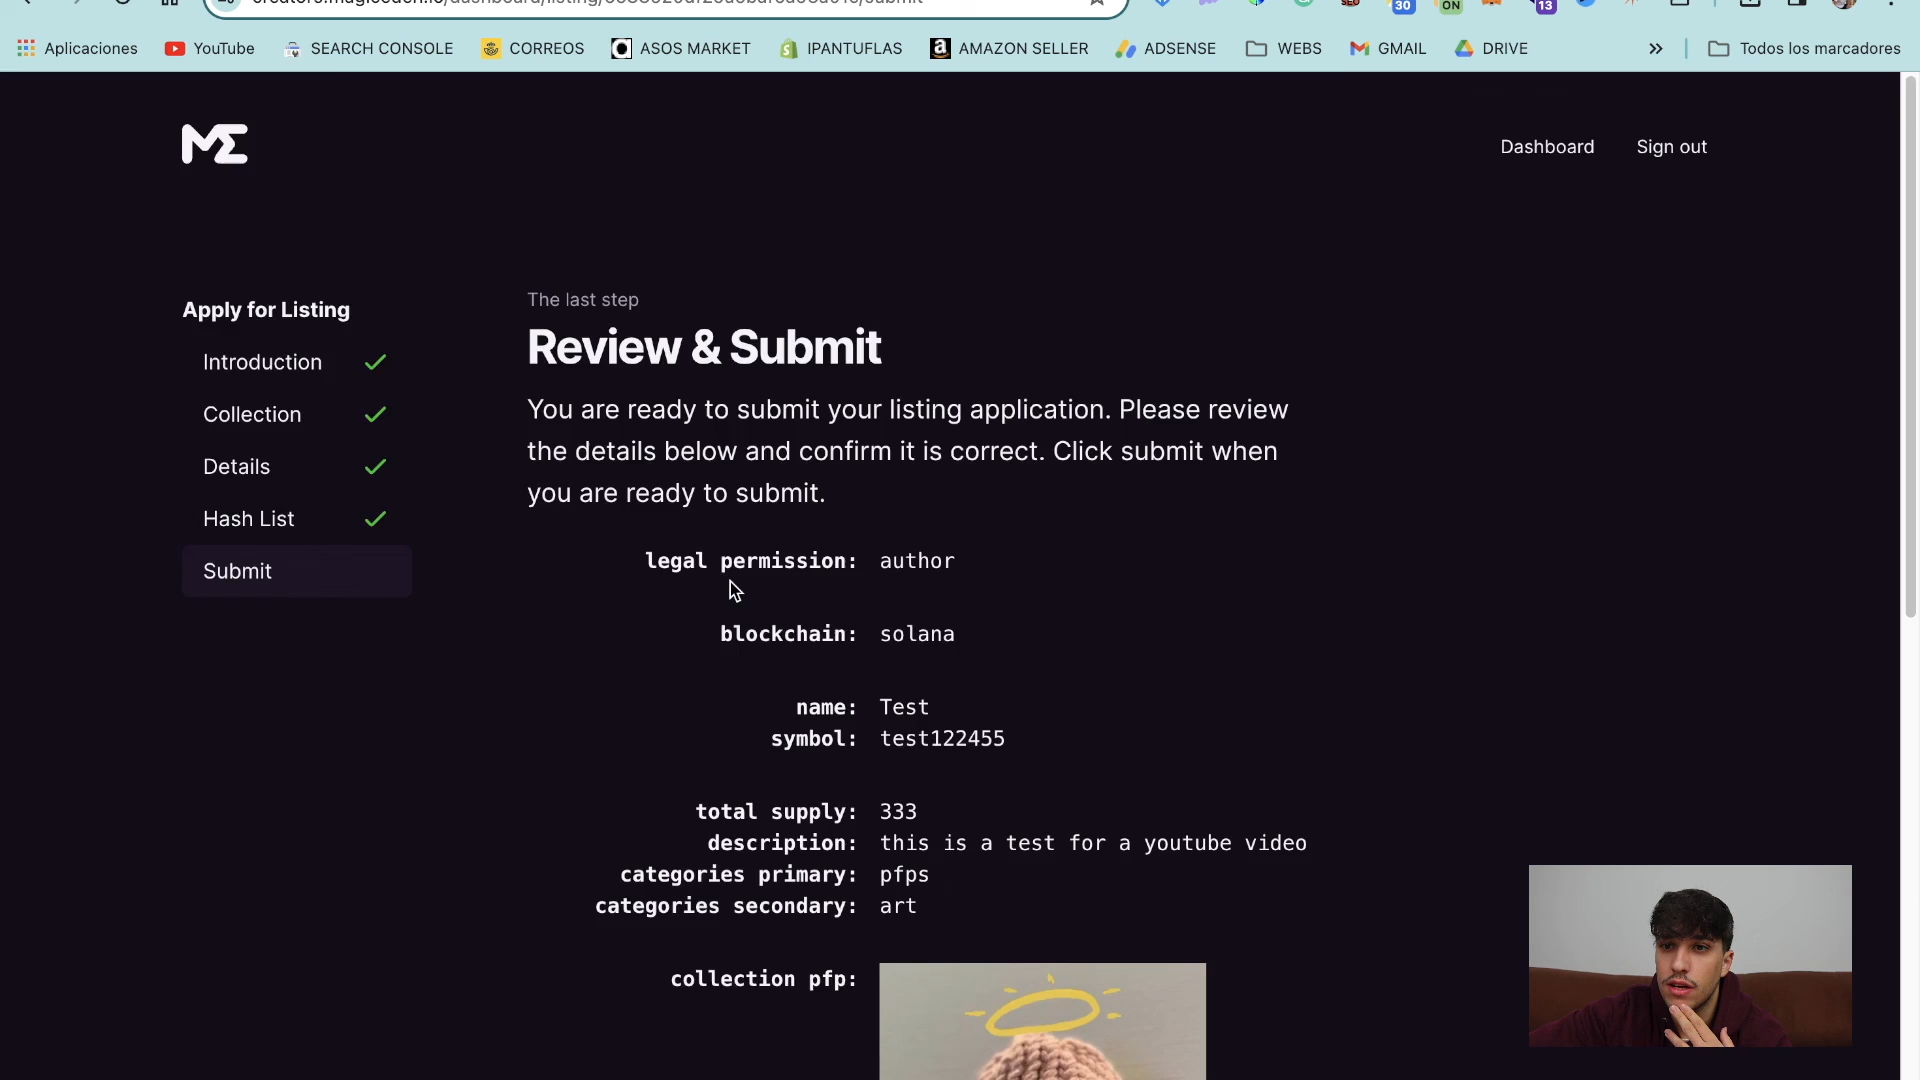 30
ON
13
Aplicaciones
YouTube
SEARCH CONSOLE
CORREOS
ASOS MARKET
IPANTUFLAS
AMAZON SELLER
ADSENSE
WEBS
GMAIL
DRIVE
Todos los marcadores
ME
Dashboard
Sign out
Apply for Listing
Introduction
Collection
Details
Hash List
Submit
The last step
Review & Submit
You are ready to submit your listing application. Please review
the details below and confirm it is correct. Click submit when
you are ready to submit.
legal permission: author
blockchain: solana
name: Test
symbol: test122455
total supply: 333
description: this is a test for a youtube video
categories primary: pfps
categories secondary: art
collection pfp: